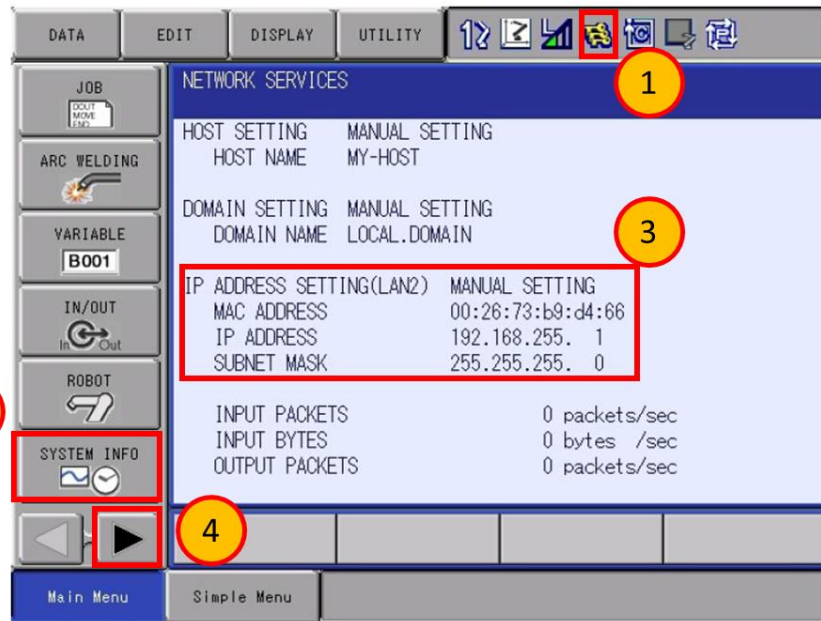 DATA EDIT DISPLAY UTILITY
1
JOB
DOUT
MOVE
END
ARC WELDING
VARIABLE
B001
IN/OUT
In Out
ROBOT
SYSTEM INFO
NETWORK SERVICES
HOST SETTING MANUAL SETTING
HOST NAME MY-HOST
DOMAIN SETTING MANUAL SETTING
DOMAIN NAME LOCAL.DOMAIN
3
IP ADDRESS SETTING(LAN2) MANUAL SETTING
MAC ADDRESS 00:26:73:b9:d4:66
IP ADDRESS 192.168.255. 1
SUBNET MASK 255.255.255. 0
INPUT PACKETS 0 packets/sec
INPUT BYTES 0 bytes /sec
OUTPUT PACKETS 0 packets/sec
4
Main Menu Simple Menu